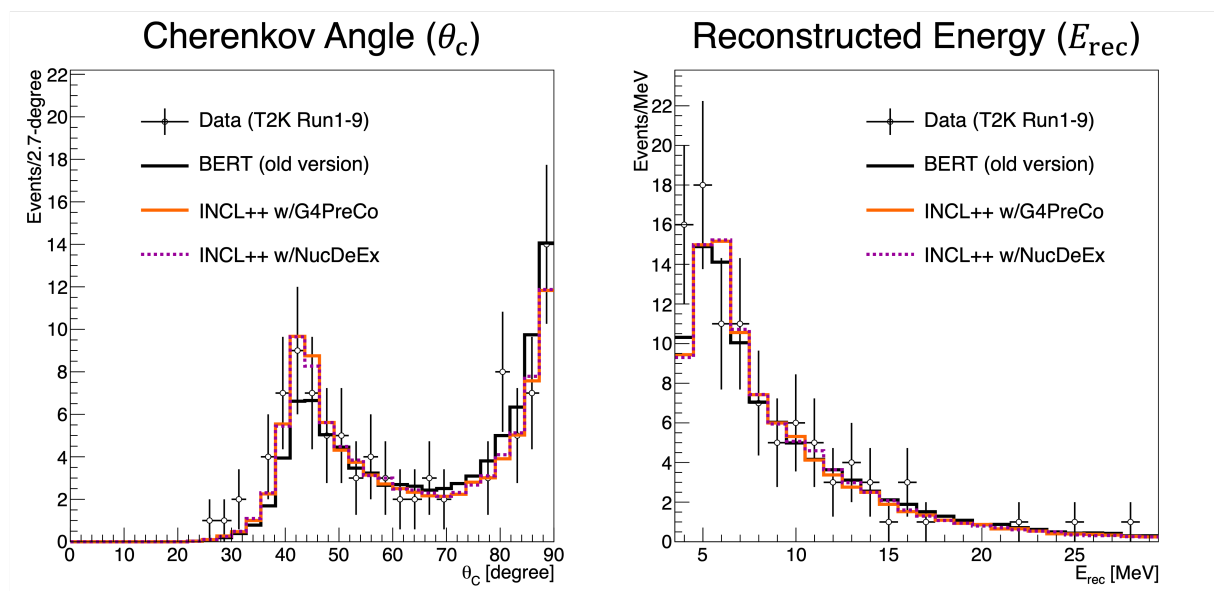 Cherenkov Angle (θc)
Events/2.7-degree
22
20
18
16
14
12
10
8
6
4
2
0
Data (T2K Run1-9)
BERT (old version)
INCL++ w/G4PreCo
INCL++ w/NucDeEx
0 10 20 30 40 50 60 70 80 90
θC [degree]
Reconstructed Energy (Erec)
Events/MeV
22
20
18
16
14
12
10
8
6
4
2
0
Data (T2K Run1-9)
BERT (old version)
INCL++ w/G4PreCo
INCL++ w/NucDeEx
5 10 15 20 25
Erec [MeV]